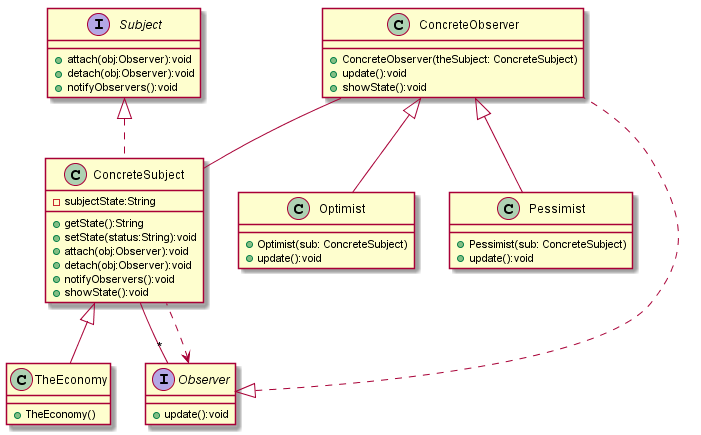 I Subject
attach(obj:Observer):void
detach(obj:Observer):void
notifyObservers():void
C ConcreteObserver
ConcreteObserver(theSubject: ConcreteSubject)
update():void
showState():void
C ConcreteSubject
subjectState:String
getState():String
setState(status:String):void
attach(obj:Observer):void
detach(obj:Observer):void
notifyObservers():void
showState():void
C Optimist
Optimist(sub: ConcreteSubject)
update():void
C Pessimist
Pessimist(sub: ConcreteSubject)
update():void
*
C TheEconomy
TheEconomy()
I Observer
update():void